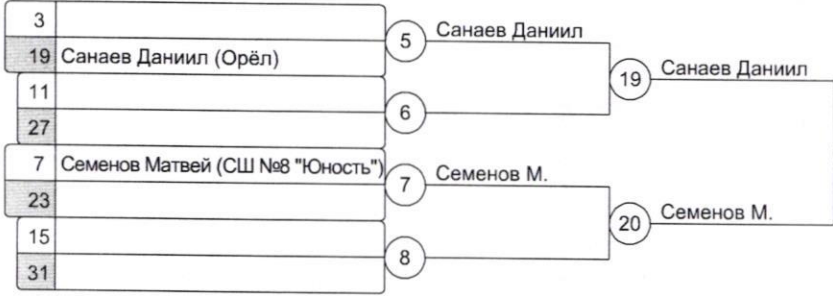 3
19 Санаев Даниил (Орёл)
5 Санаев Даниил
11
27
6
19 Санаев Даниил
7 Семенов Матвей (СШ №8 "Юность")
23
7 Семенов М.
15
31
8
20 Семенов М.